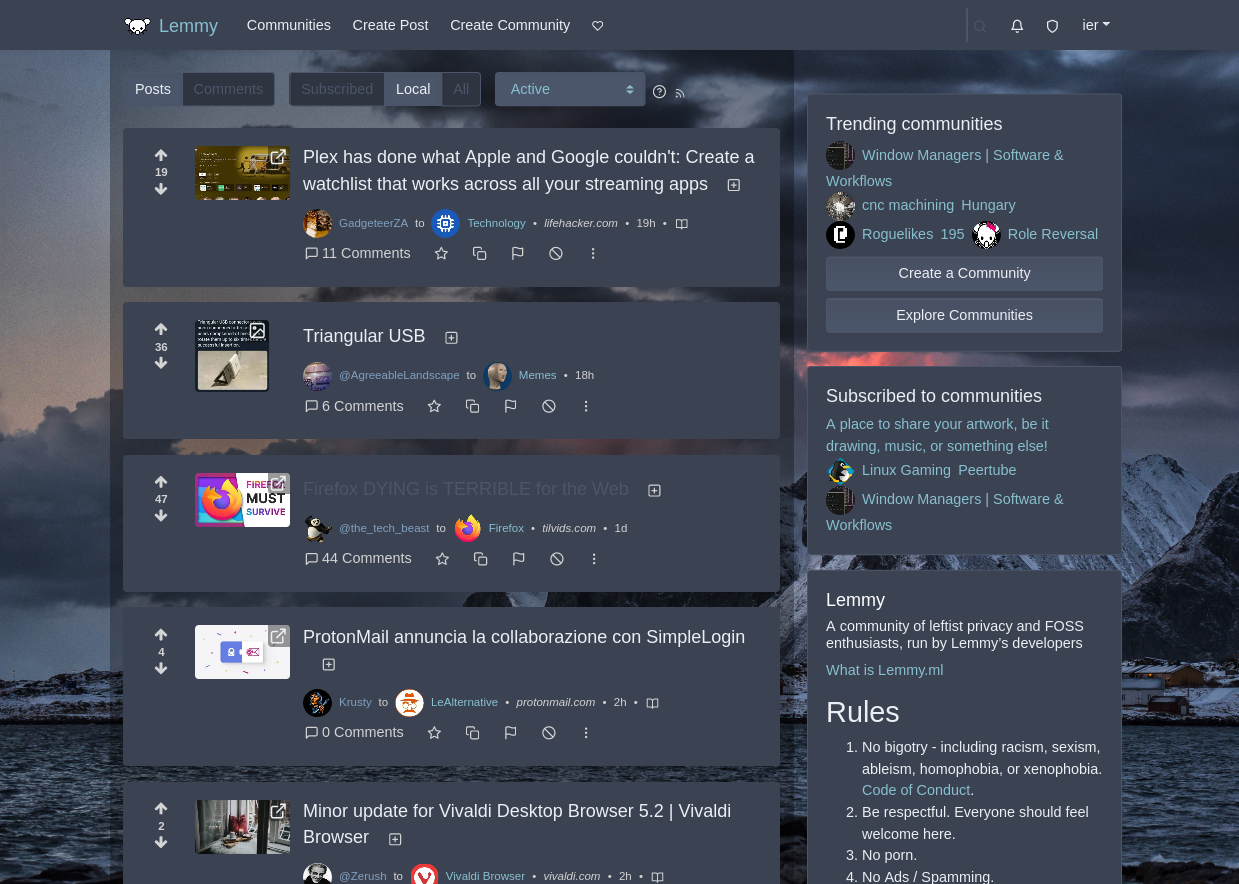 Lemmy Communities Create Post Create Community ier
Posts Comments Subscribed Local All Active
19
Plex has done what Apple and Google couldn't: Create a
watchlist that works across all your streaming apps
GadgeteerZA to Technology • lifehacker.com • 19h •
11 Comments
36
Triangular USB
@AgreeableLandscape to Memes • 18h
6 Comments
47
FIREFOX
MUST
SURVIVE
Firefox DYING is TERRIBLE for the Web
@the_tech_beast to Firefox • tilvids.com • 1d
44 Comments
4
ProtonMail annuncia la collaborazione con SimpleLogin
Krusty to LeAlternative • protonmail.com • 2h •
0 Comments
2
Minor update for Vivaldi Desktop Browser 5.2 | Vivaldi
Browser
@Zerush to Vivaldi Browser • vivaldi.com • 2h •
Trending communities
Window Managers | Software &
Workflows
cnc machining Hungary
Roguelikes 195 Role Reversal
Create a Community
Explore Communities
Subscribed to communities
A place to share your artwork, be it
drawing, music, or something else!
Linux Gaming Peertube
Window Managers | Software &
Workflows
Lemmy
A community of leftist privacy and FOSS
enthusiasts, run by Lemmy's developers
What is Lemmy.ml
Rules
1. No bigotry - including racism, sexism,
ableism, homophobia, or xenophobia.
Code of Conduct.
2. Be respectful. Everyone should feel
welcome here.
3. No porn.
4. No Ads / Spamming.